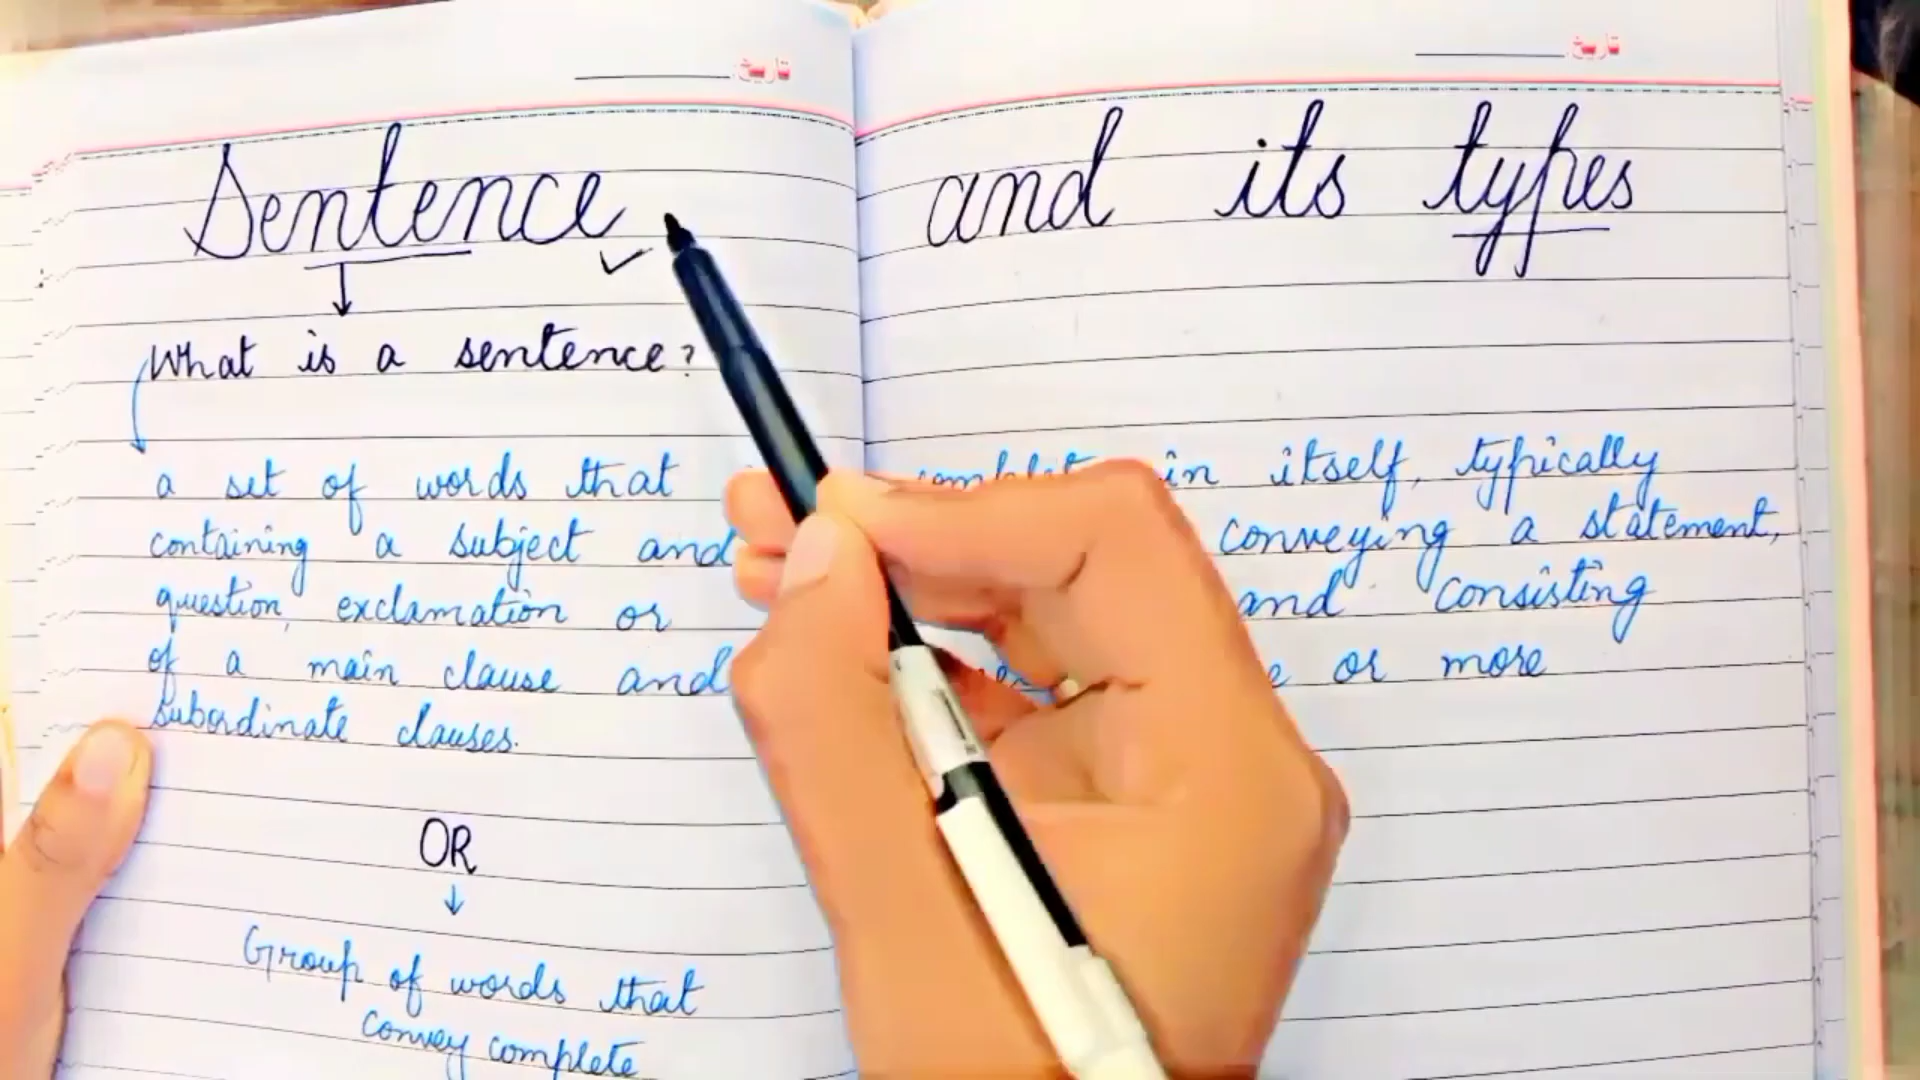 تاریخ
تاریخ
Sentence and its types
What is a sentence?
a set of words that in itself, typically
containing a subject and conveying a statement,
question, exclamation or and consisting
of a main clause and or more
subordinate clauses.
OR
Group of words that
convey complete